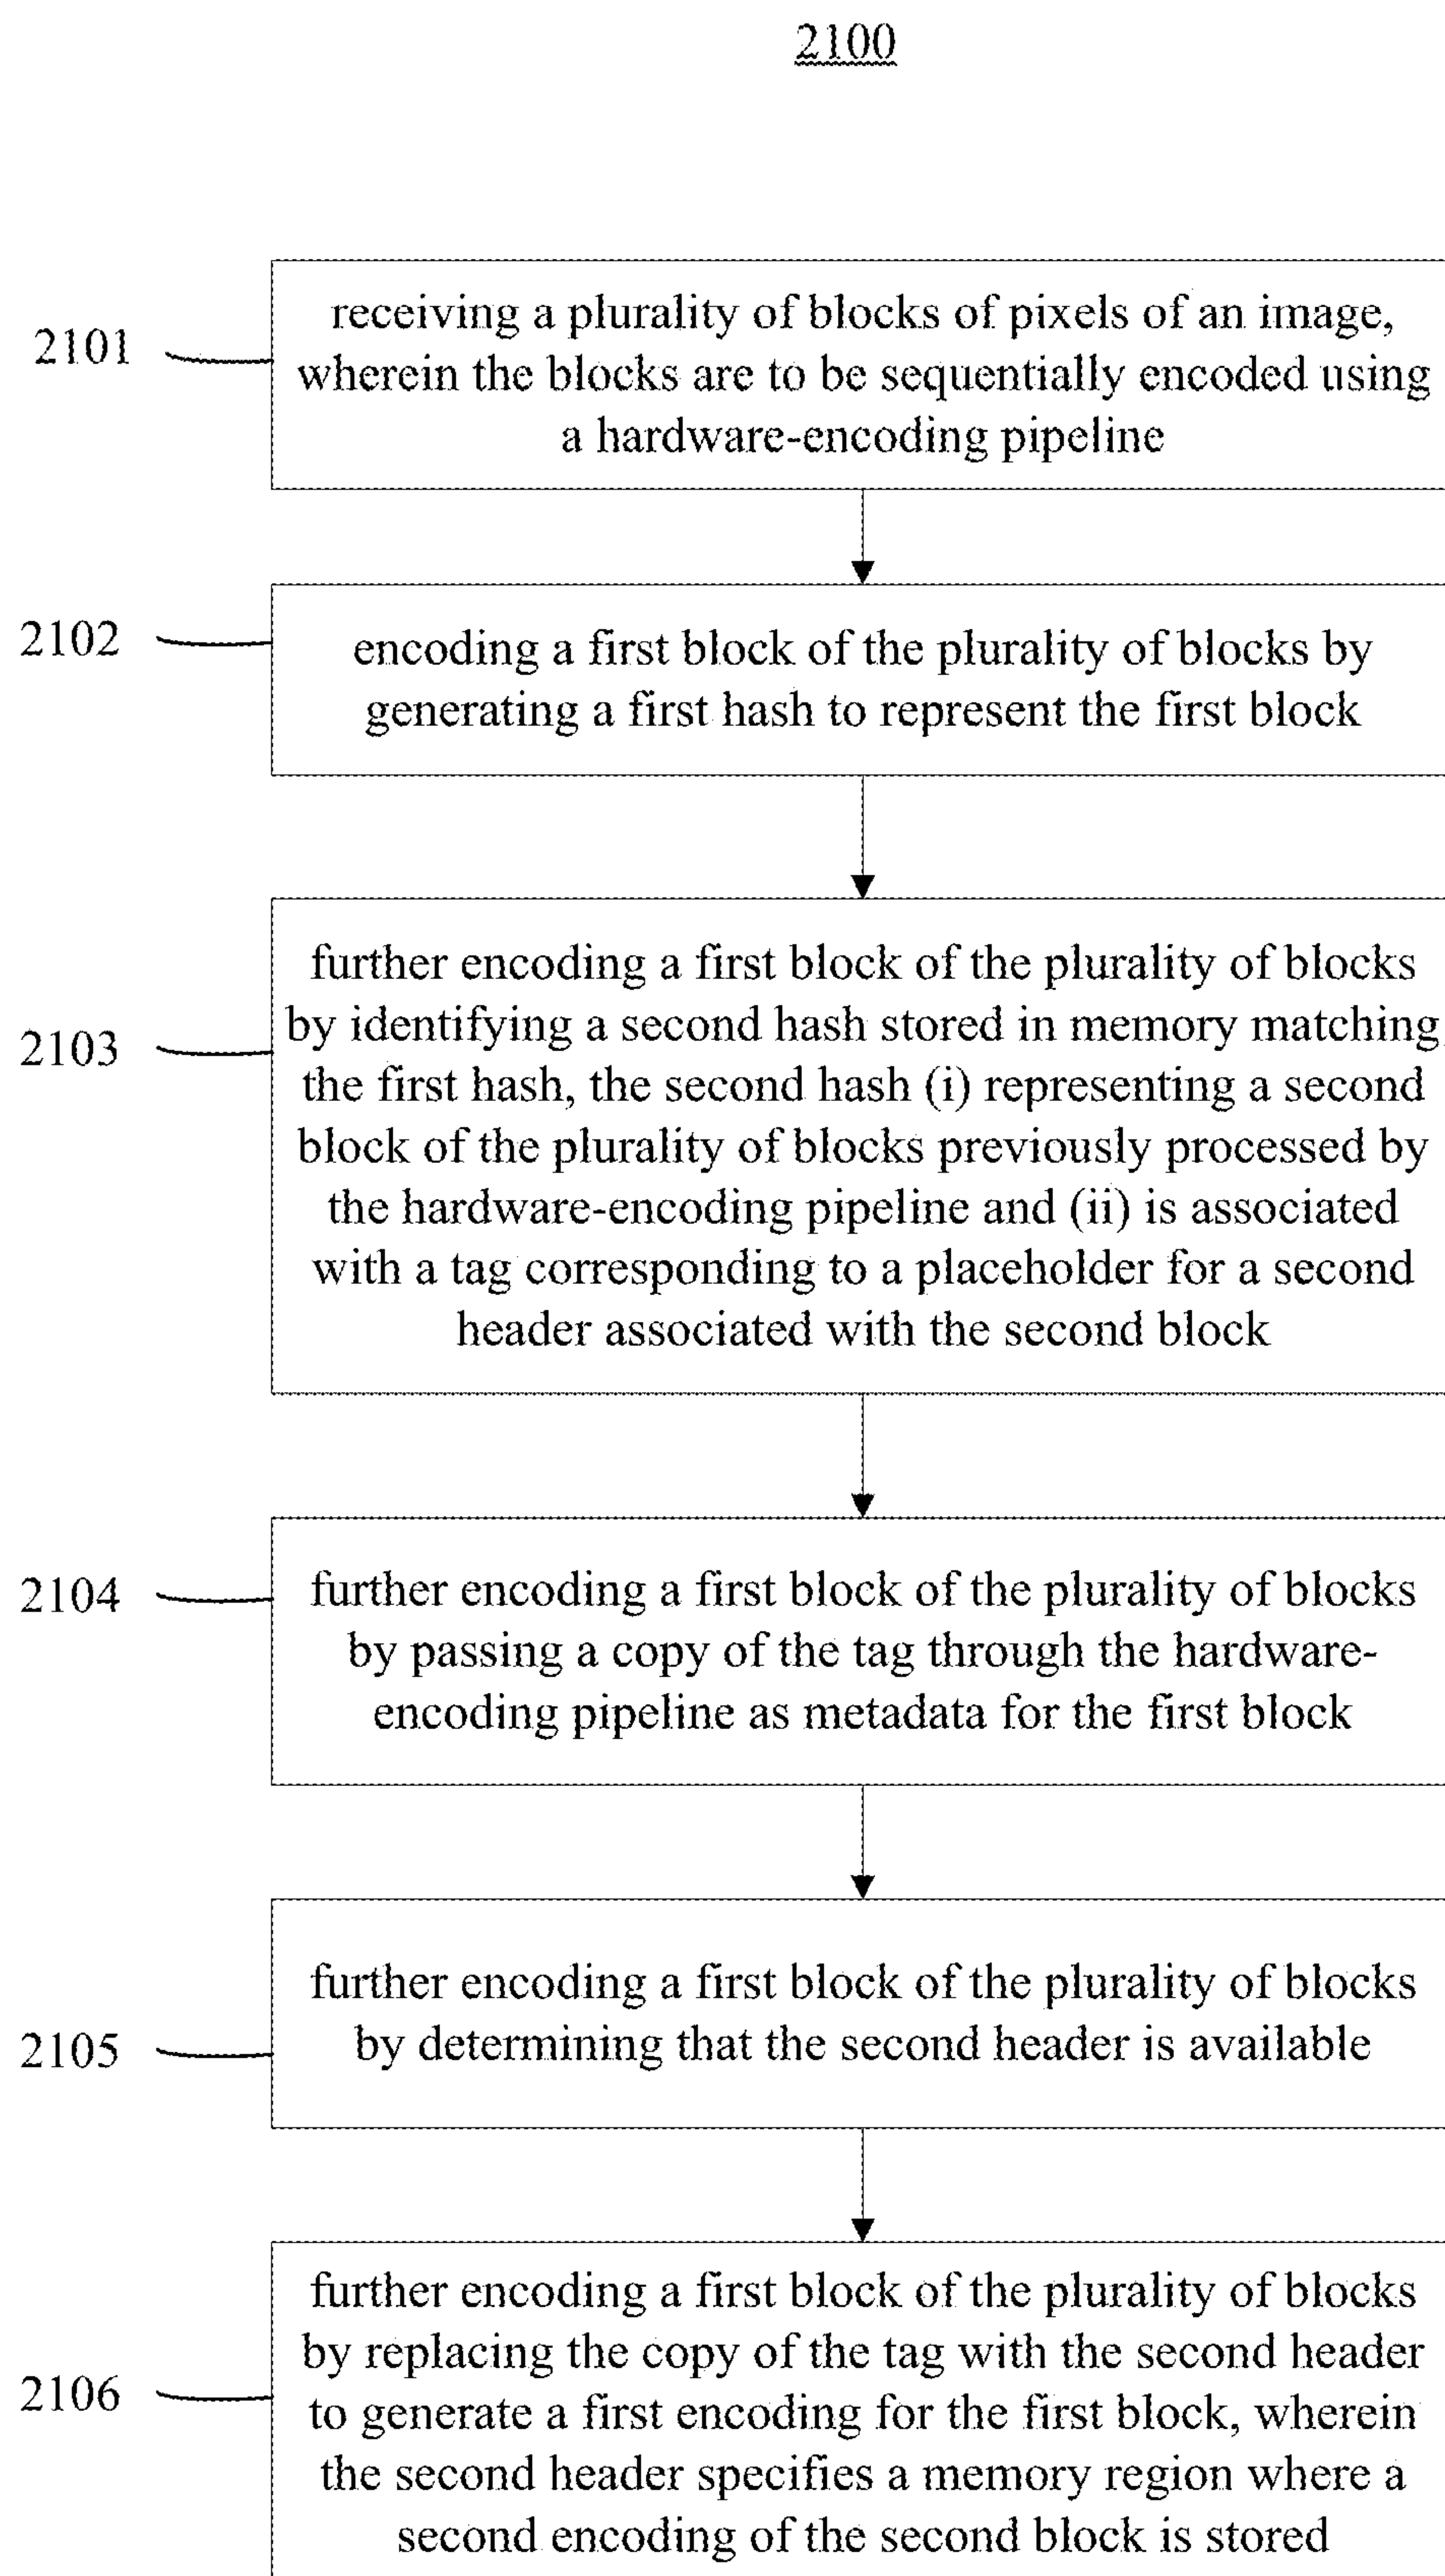 2100
2101
receiving a plurality of blocks of pixels of an image,
wherein the blocks are to be sequentially encoded using
a hardware-encoding pipeline
2102
encoding a first block of the plurality of blocks by
generating a first hash to represent the first block
2103
further encoding a first block of the plurality of blocks
by identifying a second hash stored in memory matching
the first hash, the second hash (i) representing a second
block of the plurality of blocks previously processed by
the hardware-encoding pipeline and (ii) is associated
with a tag corresponding to a placeholder for a second
header associated with the second block
2104
further encoding a first block of the plurality of blocks
by passing a copy of the tag through the hardware-
encoding pipeline as metadata for the first block
2105
further encoding a first block of the plurality of blocks
by determining that the second header is available
2106
further encoding a first block of the plurality of blocks
by replacing the copy of the tag with the second header
to generate a first encoding for the first block, wherein
the second header specifies a memory region where a
second encoding of the second block is stored